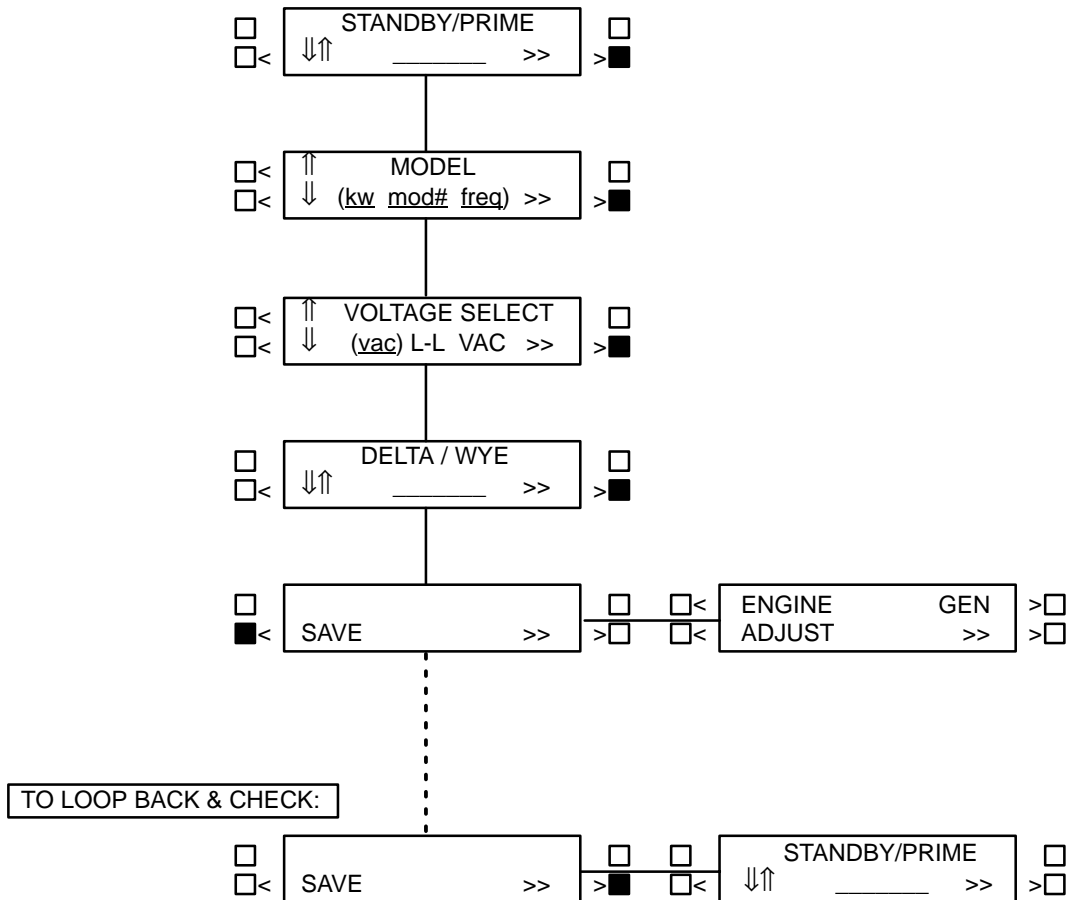 STANDBY/PRIME
< ⇓⇑ _______ >> >
< ⇑ MODEL
< ⇓ (kw mod# freq) >> >
< ⇑ VOLTAGE SELECT
< ⇓ (vac) L-L VAC >> >
DELTA / WYE
< ⇓⇑ _______ >> >
< SAVE >> >
< ENGINE GEN >
< ADJUST >> >
TO LOOP BACK & CHECK:
< SAVE >> >
STANDBY/PRIME
< ⇓⇑ _______ >> >